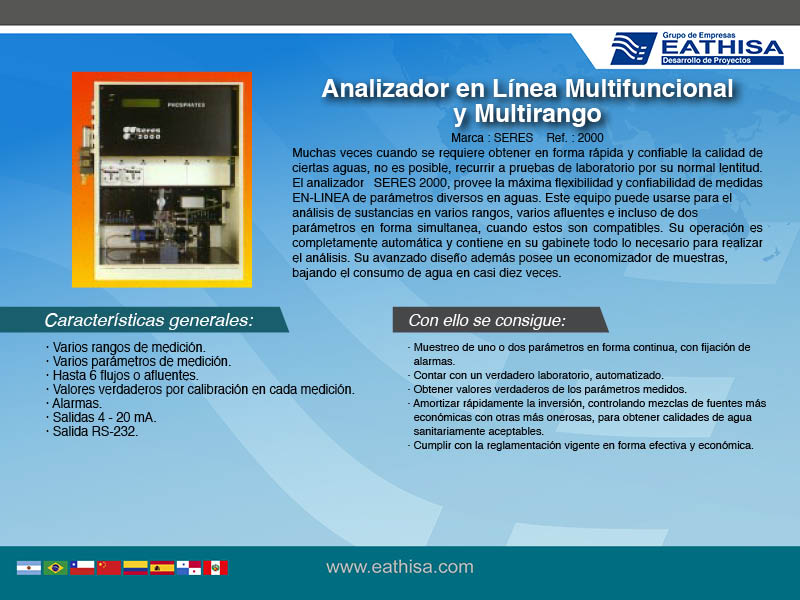 Grupo de Empresas
EATHISA
Desarrollo de Proyectos
Analizador en Línea Multifuncional
y Multirango
Marca : SERES Ref. : 2000
Muchas veces cuando se requiere obtener en forma rápida y confiable la calidad de
ciertas aguas, no es posible, recurrir a pruebas de laboratorio por su normal lentitud.
El analizador SERES 2000, provee la máxima flexibilidad y confiabilidad de medidas
EN-LINEA de parámetros diversos en aguas. Este equipo puede usarse para el
análisis de sustancias en varios rangos, varios afluentes e incluso de dos
parámetros en forma simultanea, cuando estos son compatibles. Su operación es
completamente automática y contiene en su gabinete todo lo necesario para realizar
el análisis. Su avanzado diseño además posee un economizador de muestras,
bajando el consumo de agua en casi diez veces.
PHOSPHATES
seres
2000
Características generales:
· Varios rangos de medición.
· Varios parámetros de medición.
· Hasta 6 flujos o afluentes.
· Valores verdaderos por calibración en cada medición.
· Alarmas.
· Salidas 4 - 20 mA.
· Salida RS-232.
Con ello se consigue:
· Muestreo de uno o dos parámetros en forma continua, con fijación de
alarmas.
· Contar con un verdadero laboratorio, automatizado.
· Obtener valores verdaderos de los parámetros medidos.
· Amortizar rápidamente la inversión, controlando mezclas de fuentes más
económicas con otras más onerosas, para obtener calidades de agua
sanitariamente aceptables.
· Cumplir con la reglamentación vigente en forma efectiva y económica.
www.eathisa.com